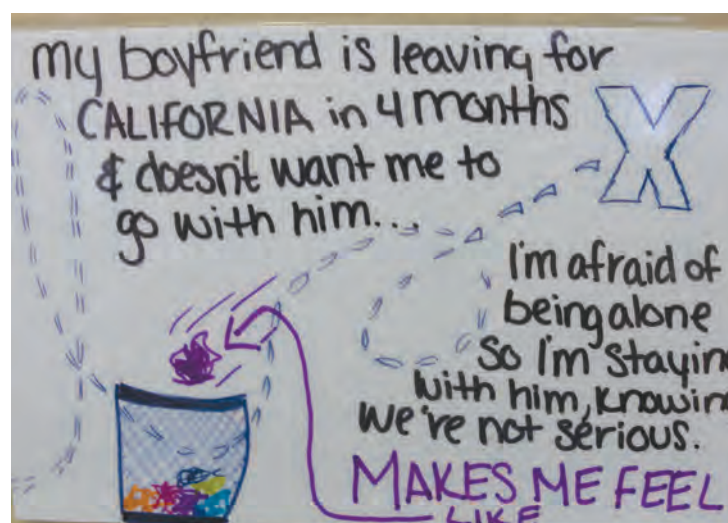 my boyfriend is leaving for
CALIFORNIA in 4 months
& doesn't want me to
go with him...
X
I'm afraid of
being alone
So I'm Stayin
with him, knowin
we're not serious.
MAKES ME FEEL
LIKE